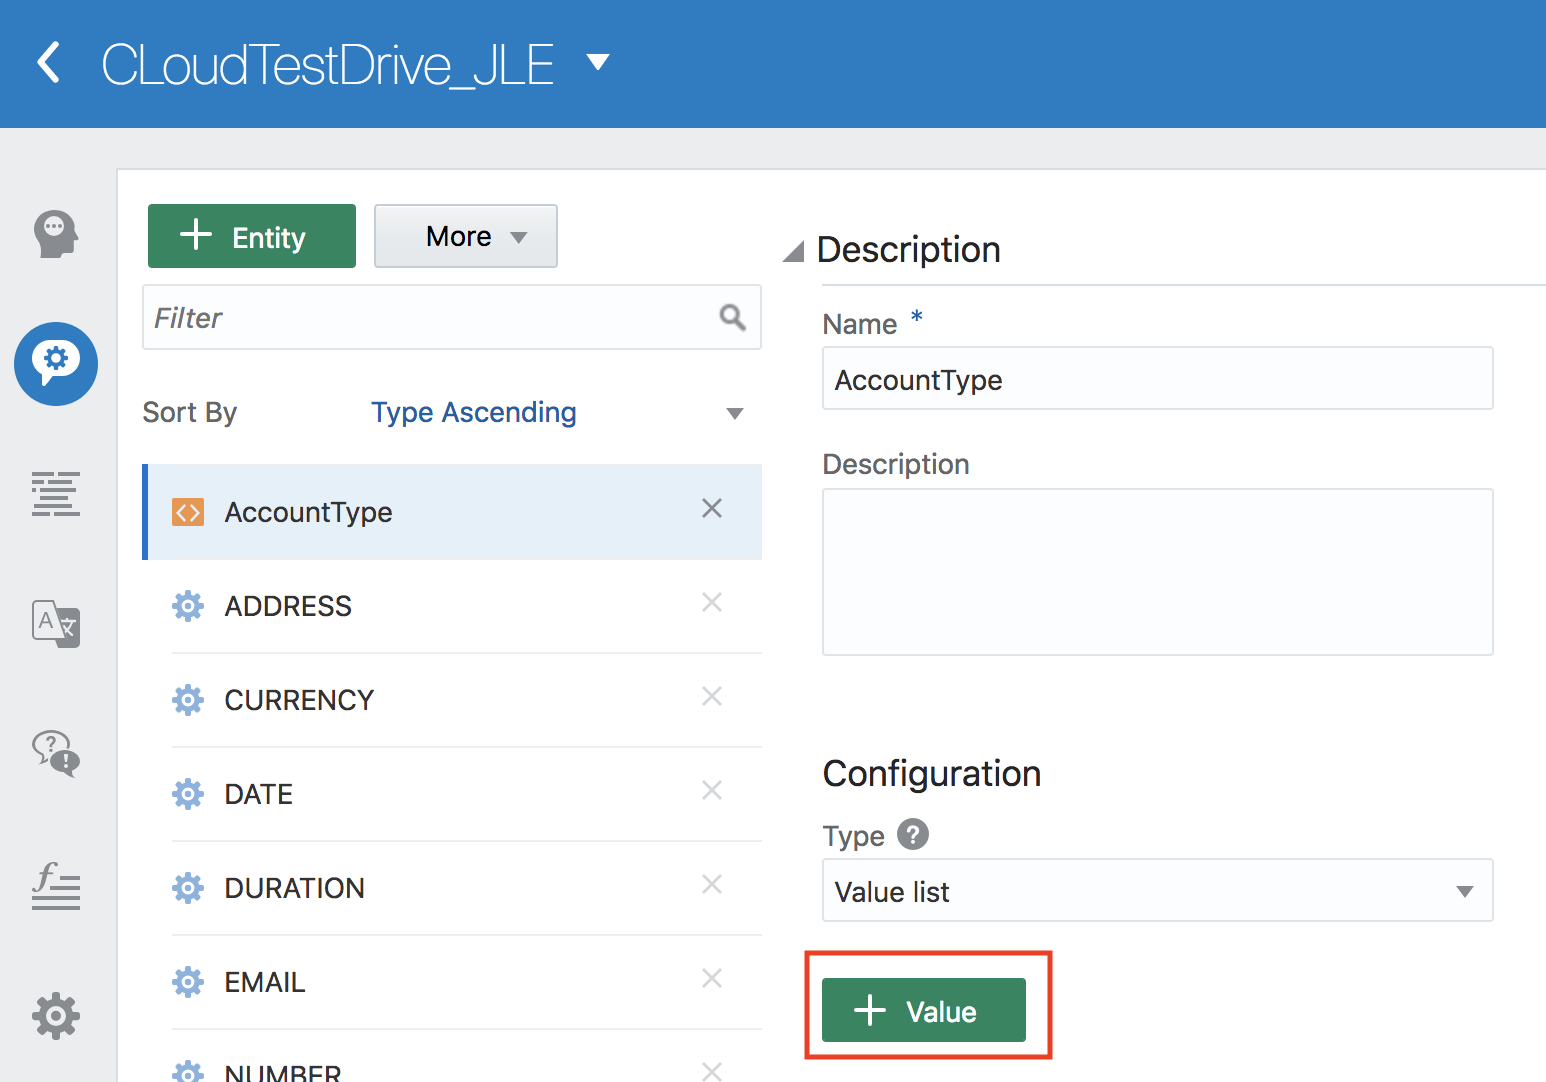 CLoudTestDrive_JLE
Entity
More
Filter
Sort By
Type Ascending
AccountType
ADDRESS
CURRENCY
DATE
DURATION
EMAIL
NUMBER
Description
Name *
AccountType
Description
Configuration
Type ?
Value list
Value